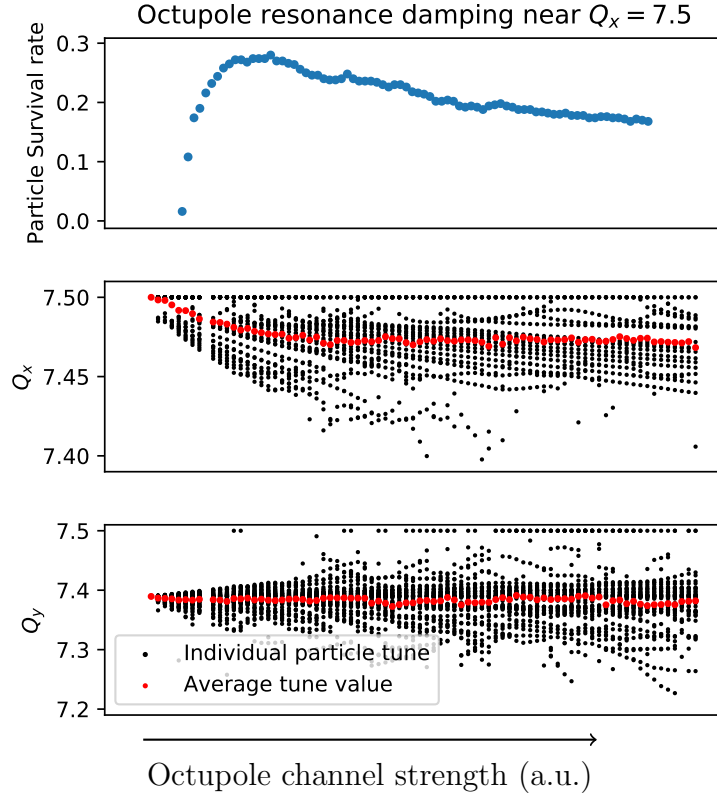 Octupole resonance damping near Qₓ = 7.5
Particle Survival rate
0.3
0.2
0.1
0.0
Qₓ
7.50
7.45
7.40
Q_y
7.5
7.4
7.3
7.2
Individual particle tune
Average tune value
Octupole channel strength (a.u.)